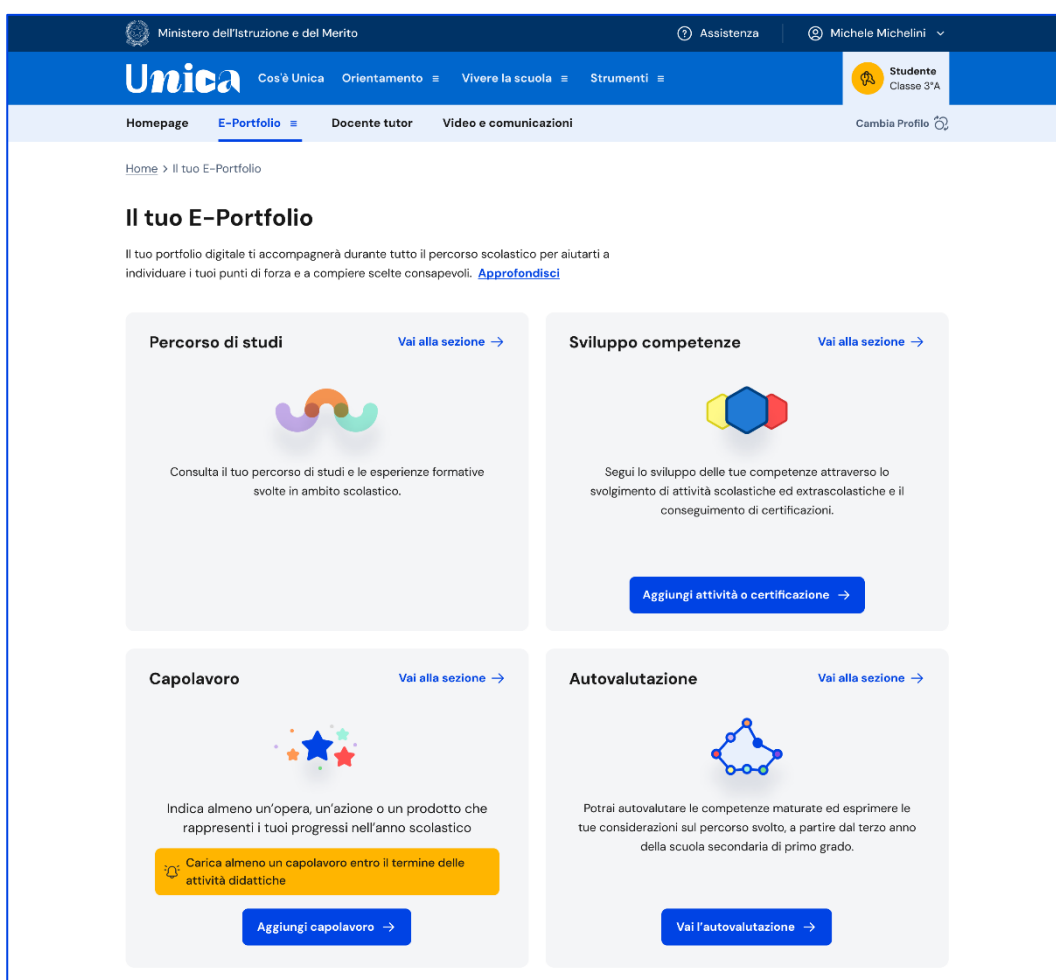 Ministero dell'Istruzione e del Merito
Assistenza
Michele Michelini
Unica
Cos'è Unica
Orientamento
Vivere la scuola
Strumenti
Studente
Classe 3°A
Homepage
E-Portfolio
Docente tutor
Video e comunicazioni
Cambia Profilo
Home > Il tuo E-Portfolio
Il tuo E-Portfolio
Il tuo portfolio digitale ti accompagnerà durante tutto il percorso scolastico per aiutarti a
individuare i tuoi punti di forza e a compiere scelte consapevoli. Approfondisci
Percorso di studi
Vai alla sezione →
Consulta il tuo percorso di studi e le esperienze formative
svolte in ambito scolastico.
Sviluppo competenze
Vai alla sezione →
Segui lo sviluppo delle tue competenze attraverso lo
svolgimento di attività scolastiche ed extrascolastiche e il
conseguimento di certificazioni.
Aggiungi attività o certificazione →
Capolavoro
Vai alla sezione →
Indica almeno un'opera, un'azione o un prodotto che
rappresenti i tuoi progressi nell'anno scolastico
Carica almeno un capolavoro entro il termine delle
attività didattiche
Aggiungi capolavoro →
Autovalutazione
Vai alla sezione →
Potrai autovalutare le competenze maturate ed esprimere le
tue considerazioni sul percorso svolto, a partire dal terzo anno
della scuola secondaria di primo grado.
Vai l'autovalutazione →